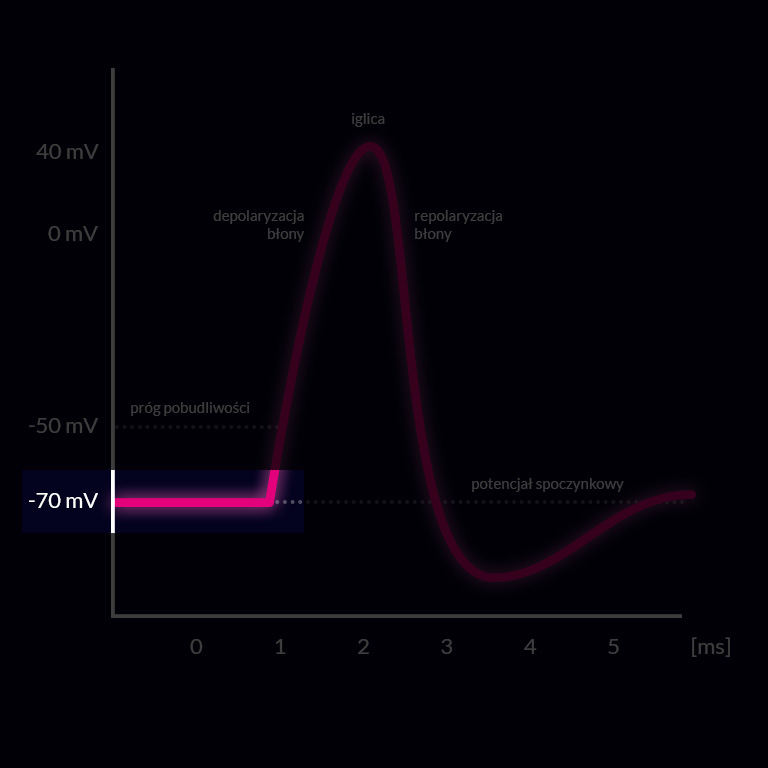 iglica
40 mV
depolaryzacja
błony
repolaryzacja
błony
0 mV
próg pobudliwości
-50 mV
potencjał spoczynkowy
-70 mV
0 1 2 3 4 5 [ms]